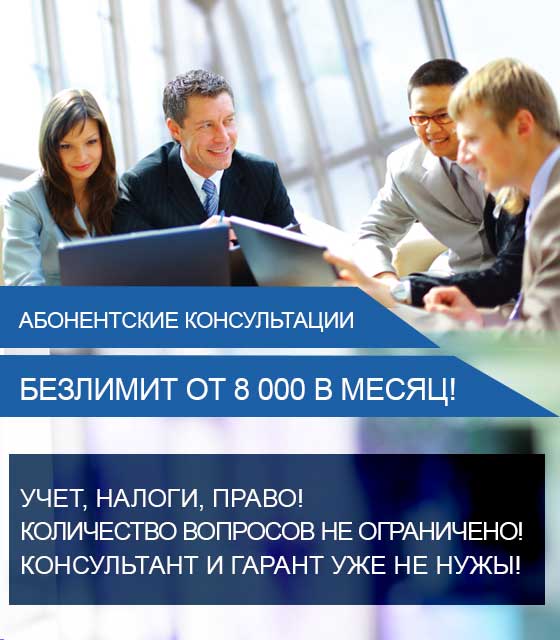 АБОНЕНТСКИЕ КОНСУЛЬТАЦИИ
БЕЗЛИМИТ ОТ 8 000 В МЕСЯЦ!
УЧЕТ, НАЛОГИ, ПРАВО!
КОЛИЧЕСТВО ВОПРОСОВ НЕ ОГРАНИЧЕНО!
КОНСУЛЬТАНТ И ГАРАНТ УЖЕ НЕ НУЖЫ!